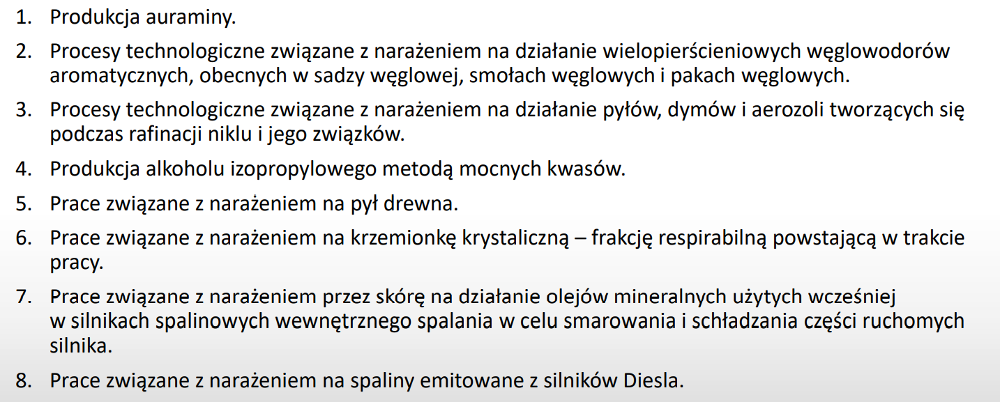 1. Produkcja auraminy.
2. Procesy technologiczne związane z narażeniem na działanie wielopierścieniowych węglowodorów
aromatycznych, obecnych w sadzy węglowej, smołach węglowych i pakach węglowych.
3. Procesy technologiczne związane z narażeniem na działanie pyłów, dymów i aerozoli tworzących się
podczas rafinacji niklu i jego związków.
4. Produkcja alkoholu izopropylowego metodą mocnych kwasów.
5. Prace związane z narażeniem na pył drewna.
6. Prace związane z narażeniem na krzemionkę krystaliczną – frakcję respirabilną powstającą w trakcie
pracy.
7. Prace związane z narażeniem przez skórę na działanie olejów mineralnych użytych wcześniej
w silnikach spalinowych wewnętrznego spalania w celu smarowania i schładzania części ruchomych
silnika.
8. Prace związane z narażeniem na spaliny emitowane z silników Diesla.